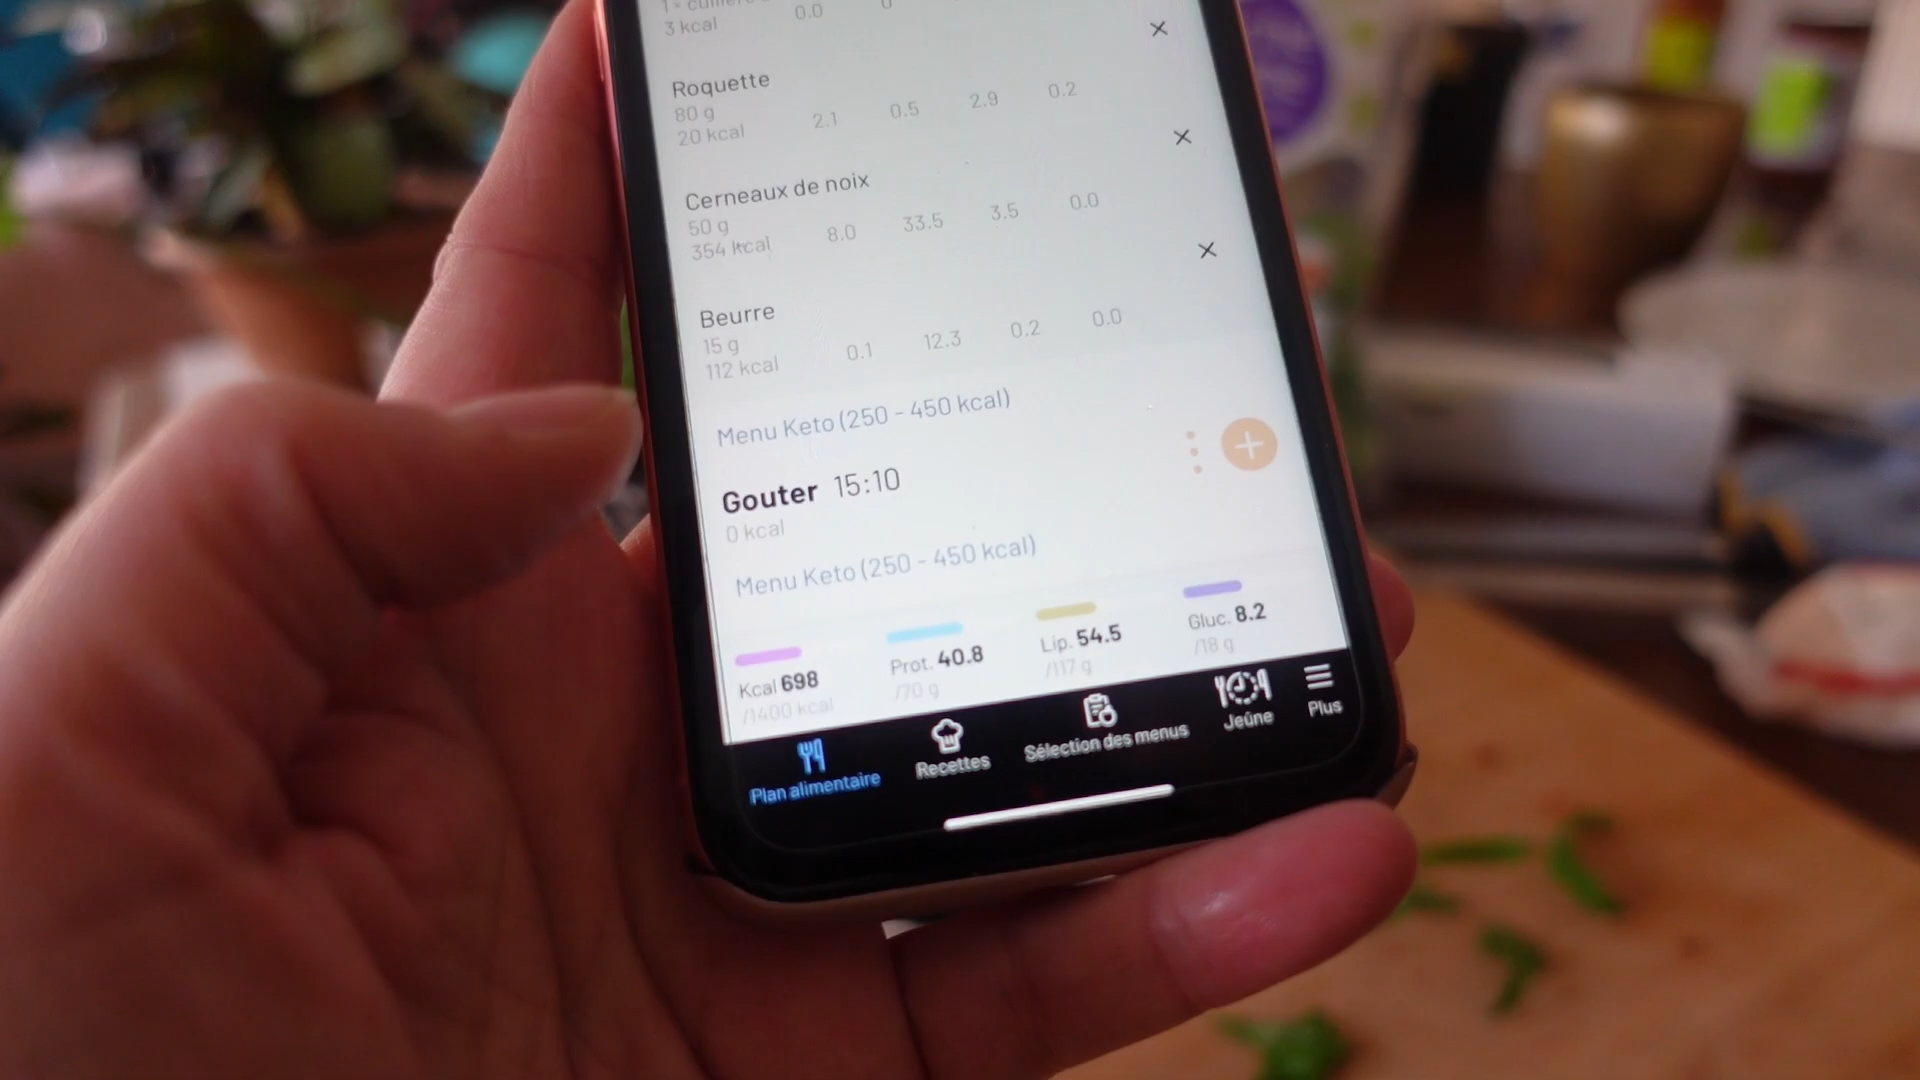 1 × cuillère
3 kcal 0.0 0
Roquette
80 g
20 kcal 2.1 0.5 2.9 0.2
Cerneaux de noix
50 g
354 kcal 8.0 33.5 3.5 0.0
Beurre
15 g
112 kcal 0.1 12.3 0.2 0.0
Menu Keto (250 - 450 kcal)
Gouter 15:10
0 kcal
Menu Keto (250 - 450 kcal)
Kcal 698 Prot. 40.8 Lip. 54.5 Gluc. 8.2
/1400 kcal /70 g /117 g /18 g
Plan alimentaire Recettes Sélection des menus Jeûne Plus